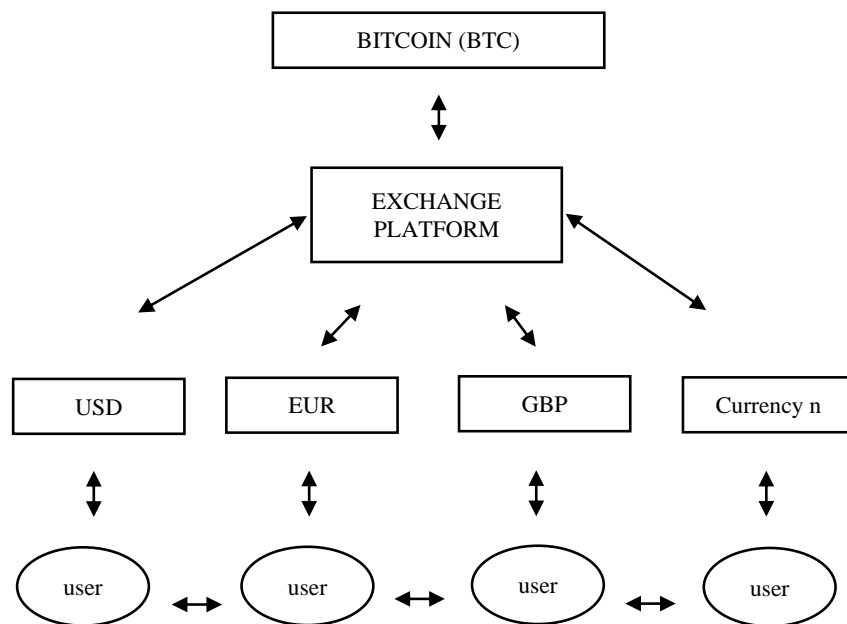 BITCOIN (BTC)
EXCHANGE
PLATFORM
USD
EUR
GBP
Currency n
user
user
user
user